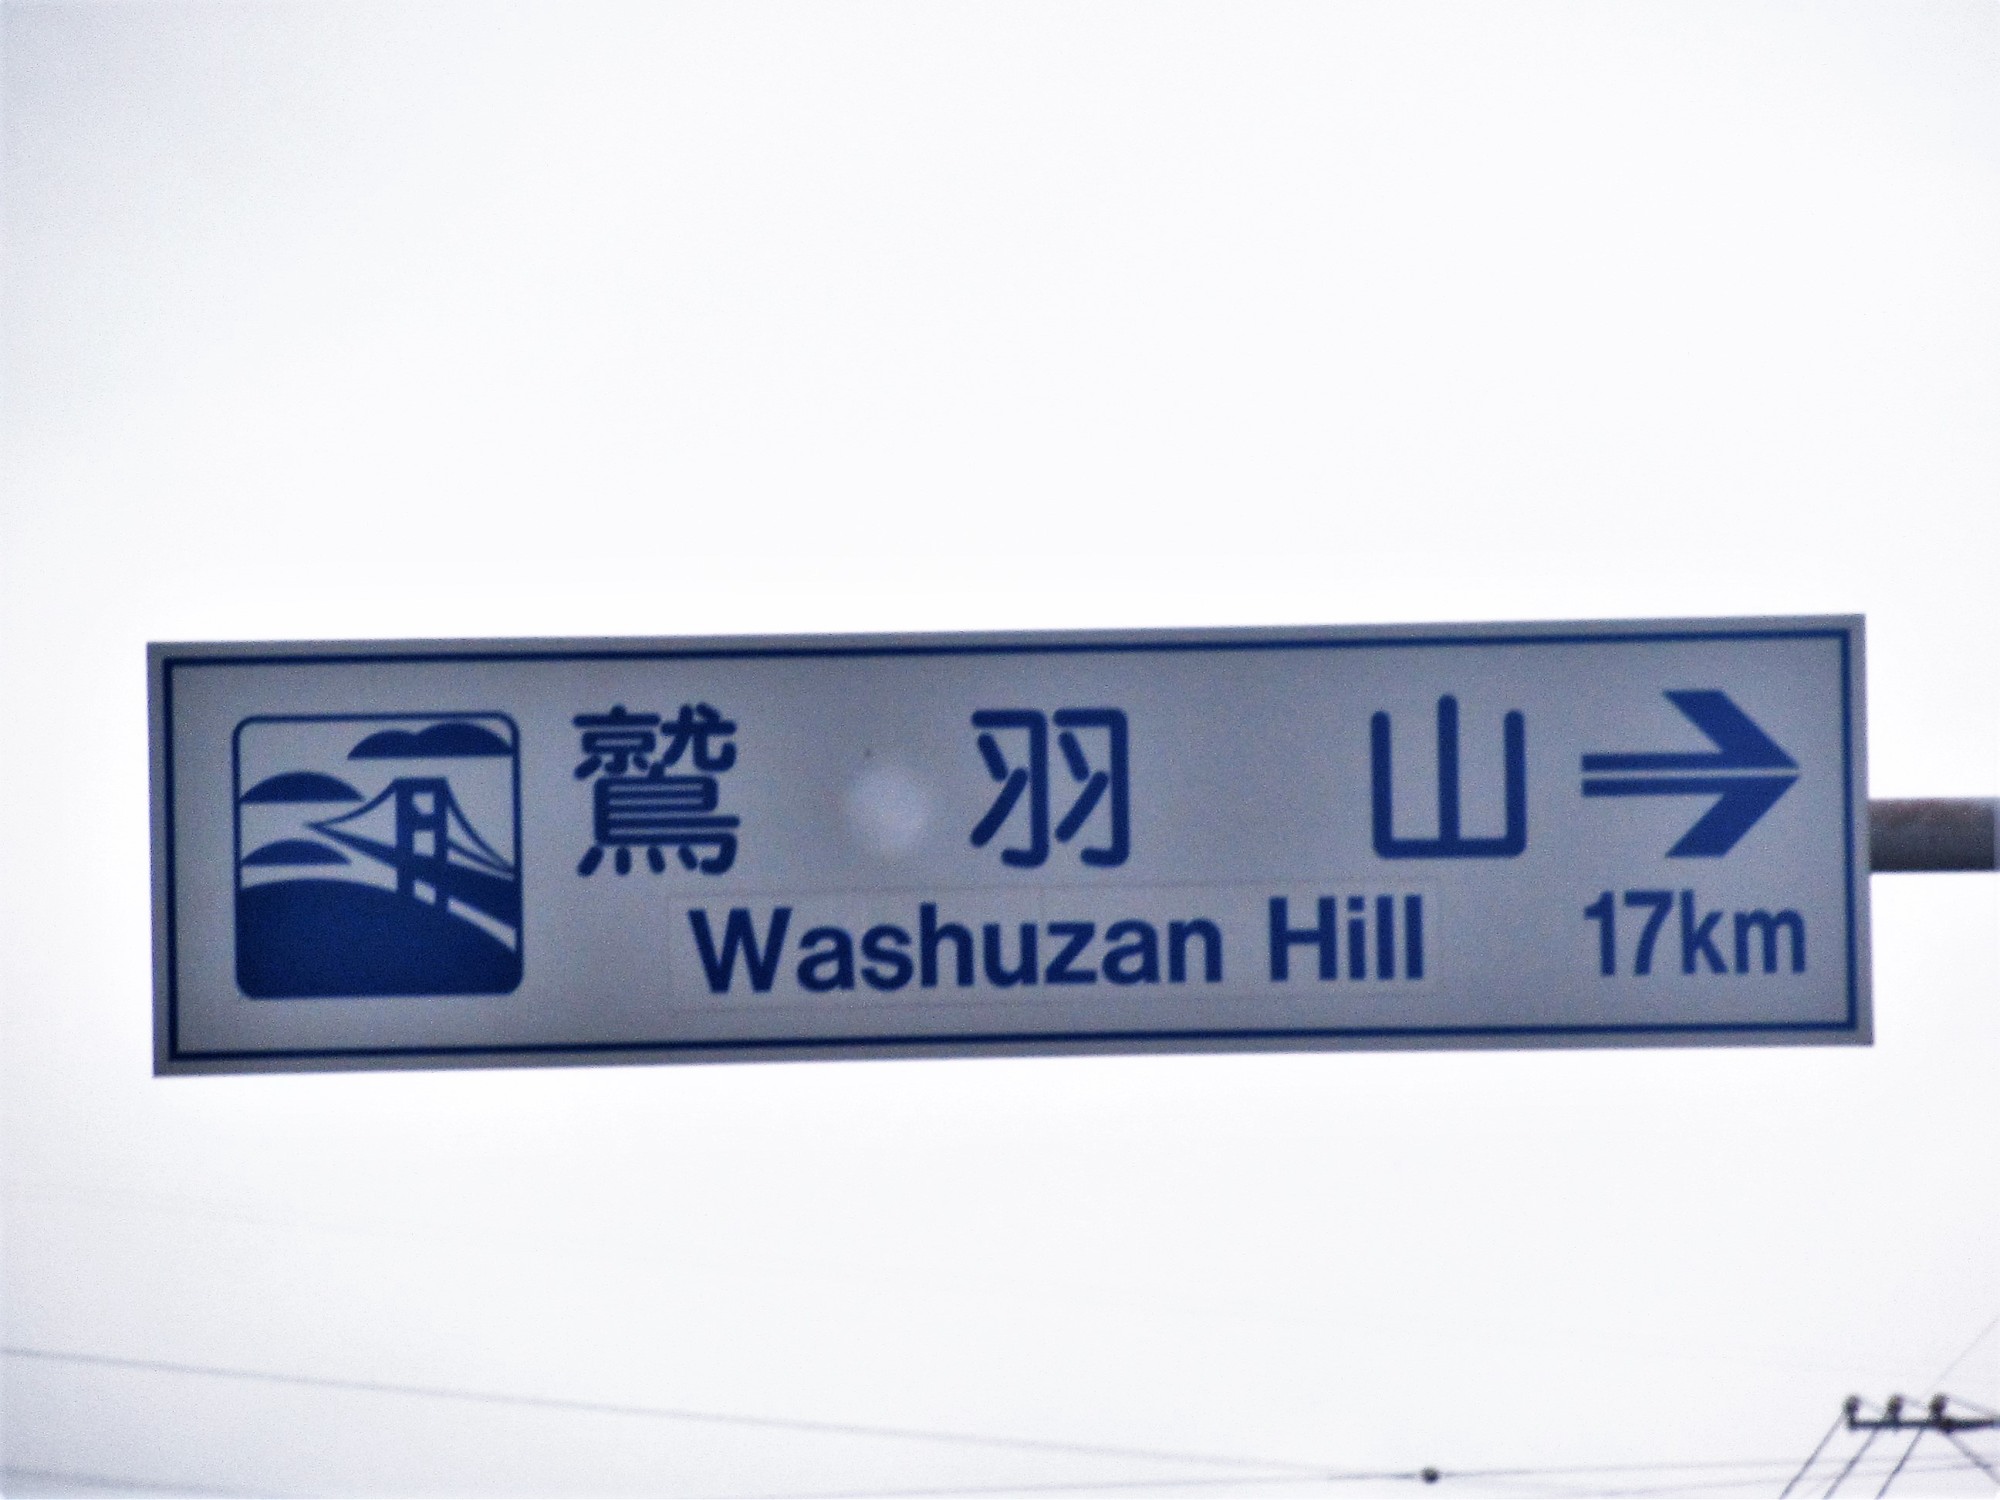 鷲羽山→
Washuzan Hill 17km